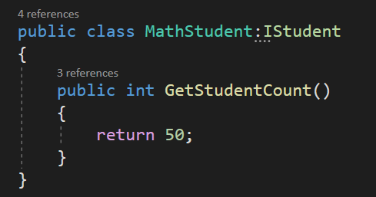 4 references
public class MathStudent:IStudent
{
3 references
public int GetStudentCount()
{
return 50;
}
}